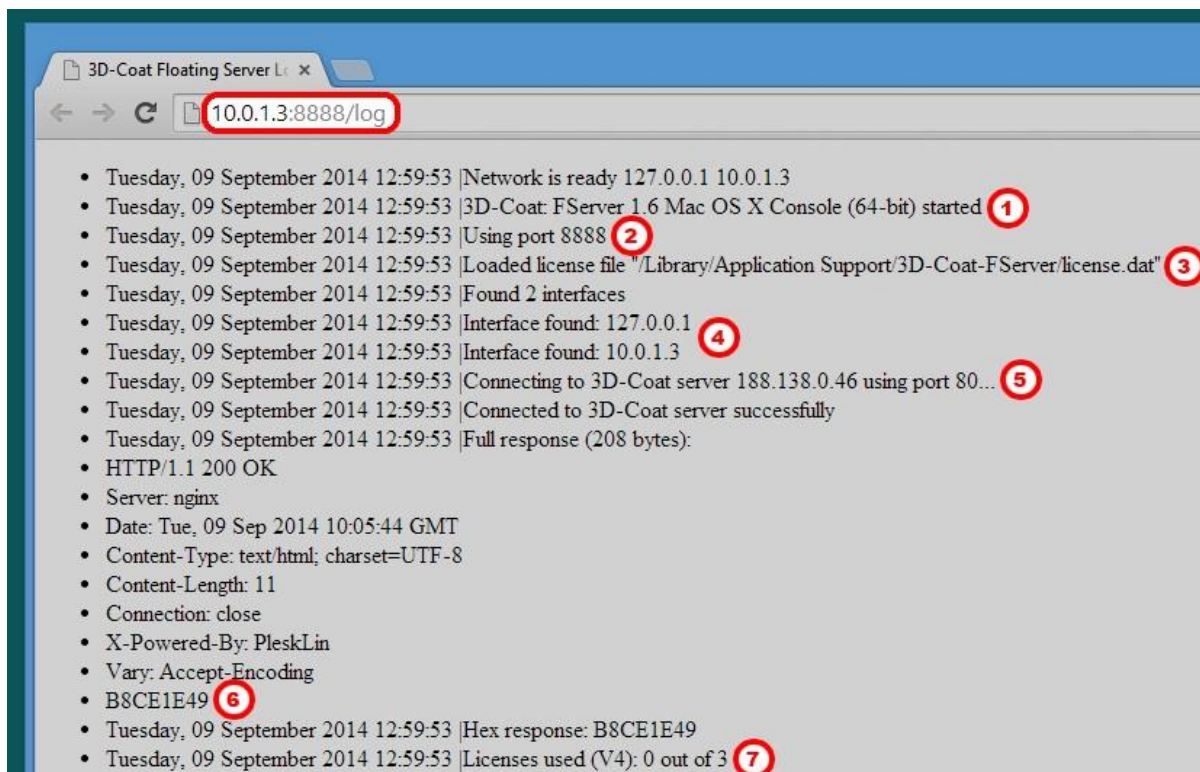 3D-Coat Floating Server Lo
10.0.1.3:8888/log
• Tuesday, 09 September 2014 12:59:53 |Network is ready 127.0.0.1 10.0.1.3
• Tuesday, 09 September 2014 12:59:53 |3D-Coat: FServer 1.6 Mac OS X Console (64-bit) started 1
• Tuesday, 09 September 2014 12:59:53 |Using port 8888 2
• Tuesday, 09 September 2014 12:59:53 |Loaded license file "/Library/Application Support/3D-Coat-FServer/license.dat" 3
• Tuesday, 09 September 2014 12:59:53 |Found 2 interfaces
• Tuesday, 09 September 2014 12:59:53 |Interface found: 127.0.0.1
4
• Tuesday, 09 September 2014 12:59:53 |Interface found: 10.0.1.3
• Tuesday, 09 September 2014 12:59:53 |Connecting to 3D-Coat server 188.138.0.46 using port 80... 5
• Tuesday, 09 September 2014 12:59:53 |Connected to 3D-Coat server successfully
• Tuesday, 09 September 2014 12:59:53 |Full response (208 bytes):
• HTTP/1.1 200 OK
• Server: nginx
• Date: Tue, 09 Sep 2014 10:05:44 GMT
• Content-Type: text/html; charset=UTF-8
• Content-Length: 11
• Connection: close
• X-Powered-By: PleskLin
• Vary: Accept-Encoding
• B8CE1E49 6
• Tuesday, 09 September 2014 12:59:53 |Hex response: B8CE1E49
• Tuesday, 09 September 2014 12:59:53 |Licenses used (V4): 0 out of 3 7